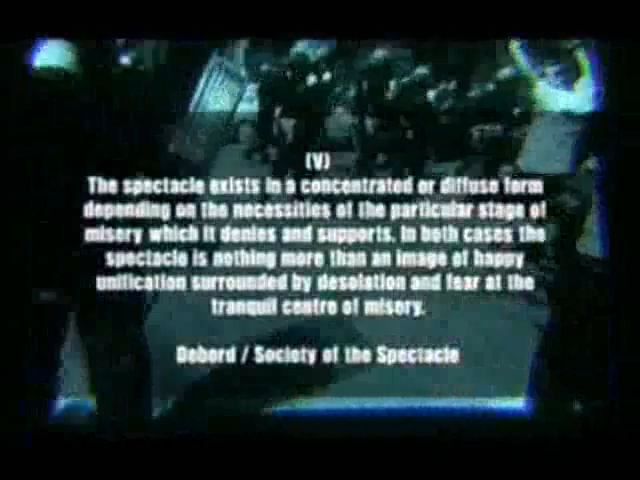 (V)
The spectacle exists in a concentrated or diffuse form
depending on the necessities of the particular stage of
misery which it denies and supports. In both cases the
spectacle is nothing more than an image of happy
unification surrounded by desolation and fear at the
tranquil centre of misery.
Debord / Society of the Spectacle